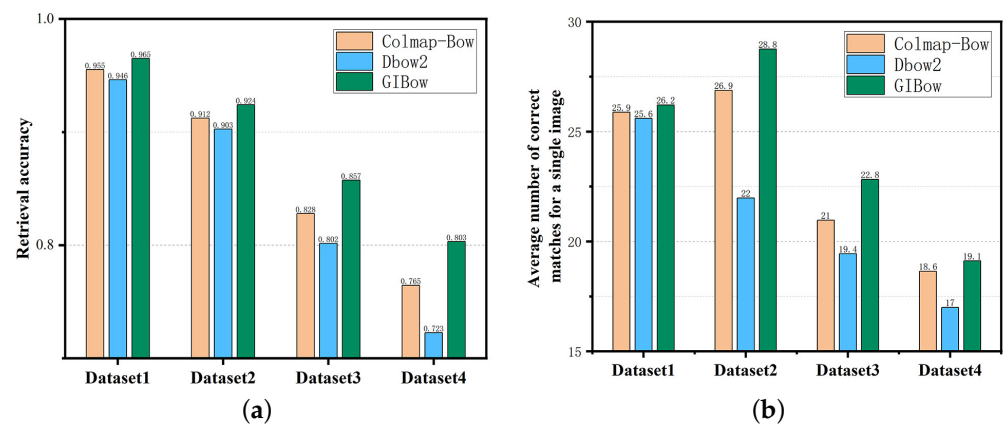 1.0
0.8
Retrieval accuracy
Colmap-Bow
Dbow2
GIBow
0.955
0.946
0.965
0.912
0.903
0.924
0.828
0.802
0.857
0.765
0.723
0.803
Dataset1 Dataset2 Dataset3 Dataset4
(a)
30
25
20
15
Average number of correct
matches for a single image
Colmap-Bow
Dbow2
GIBow
25.9
25.6
26.2
26.9
22
28.8
21
19.4
22.8
18.6
17
19.1
Dataset1 Dataset2 Dataset3 Dataset4
(b)